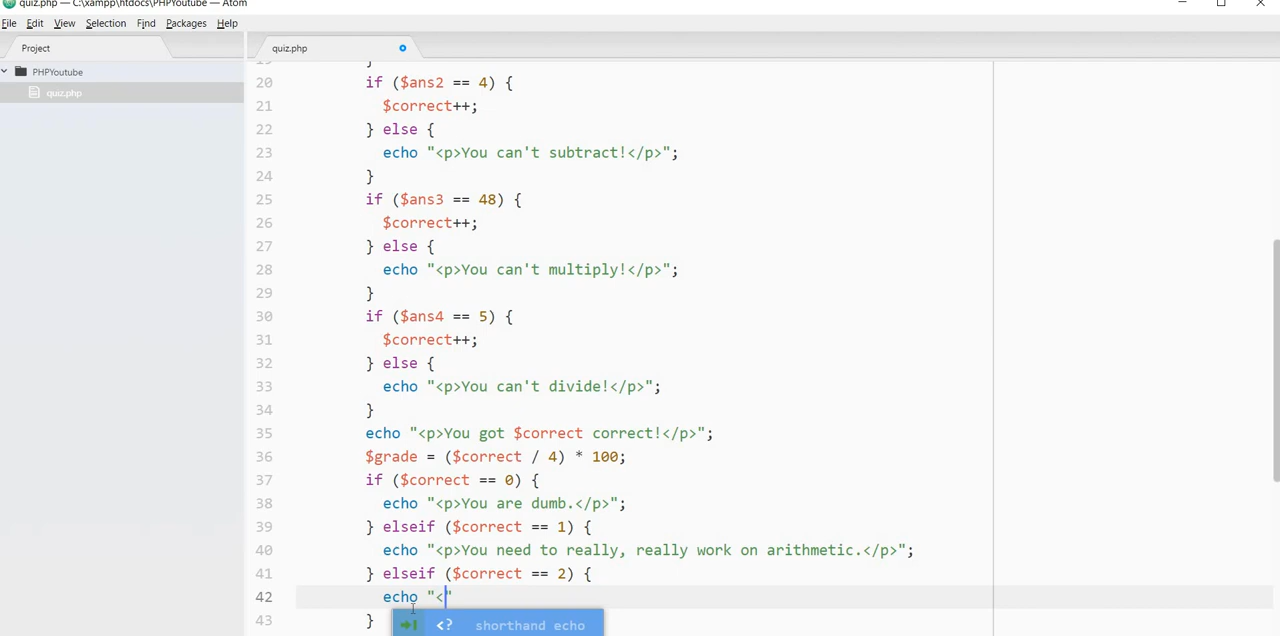 quiz.php — C:\xampp\htdocs\PHPYoutube — Atom
File Edit View Selection Find Packages Help
Project
quiz.php
PHPYoutube
quiz.php
19 }
20 if ($ans2 == 4) {
21 $correct++;
22 } else {
23 echo "<p>You can't subtract!</p>";
24 }
25 if ($ans3 == 48) {
26 $correct++;
27 } else {
28 echo "<p>You can't multiply!</p>";
29 }
30 if ($ans4 == 5) {
31 $correct++;
32 } else {
33 echo "<p>You can't divide!</p>";
34 }
35 echo "<p>You got $correct correct!</p>";
36 $grade = ($correct / 4) * 100;
37 if ($correct == 0) {
38 echo "<p>You are dumb.</p>";
39 } elseif ($correct == 1) {
40 echo "<p>You need to really, really work on arithmetic.</p>";
41 } elseif ($correct == 2) {
42 echo "<"
43 }
<? shorthand echo